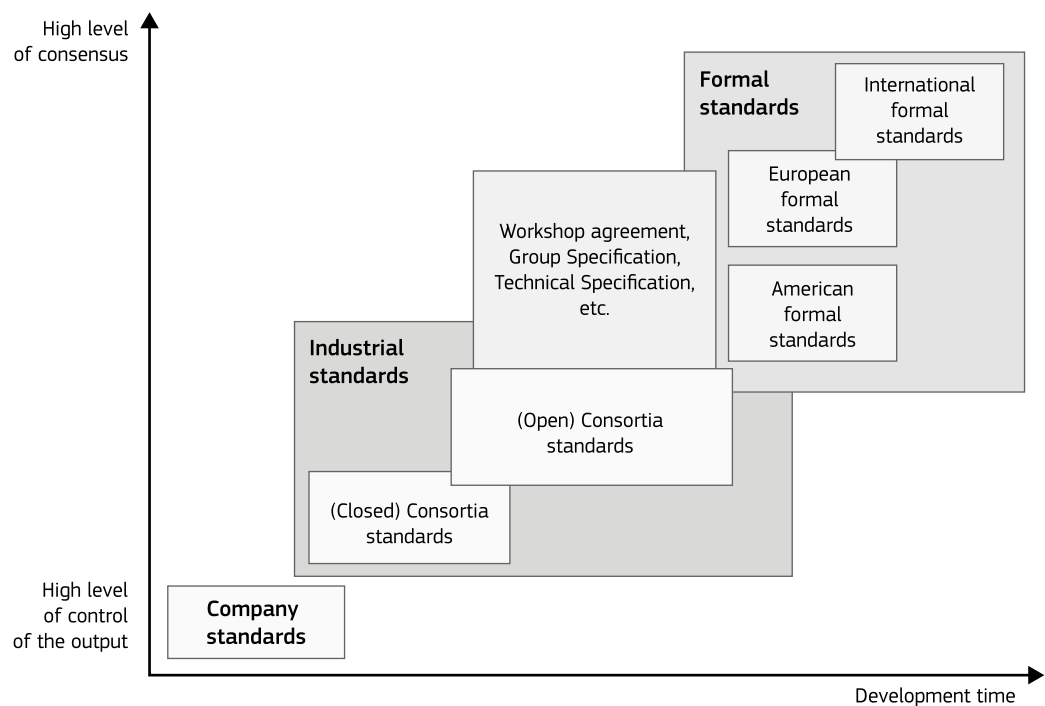 High level
of consensus
Formal
standards
International
formal
standards
European
formal
standards
Workshop agreement,
Group Specification,
Technical Specification,
etc.
American
formal
standards
Industrial
standards
(Open) Consortia
standards
(Closed) Consortia
standards
High level
of control
of the output
Company
standards
Development time